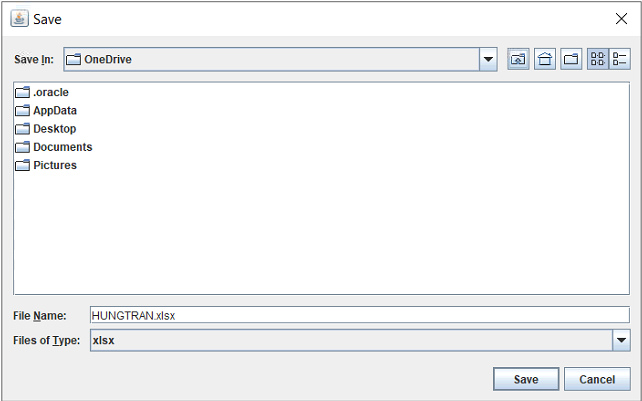 Save
Save In: OneDrive
.oracle
AppData
Desktop
Documents
Pictures
File Name: HUNGTRAN.xlsx
Files of Type: xlsx
Save Cancel